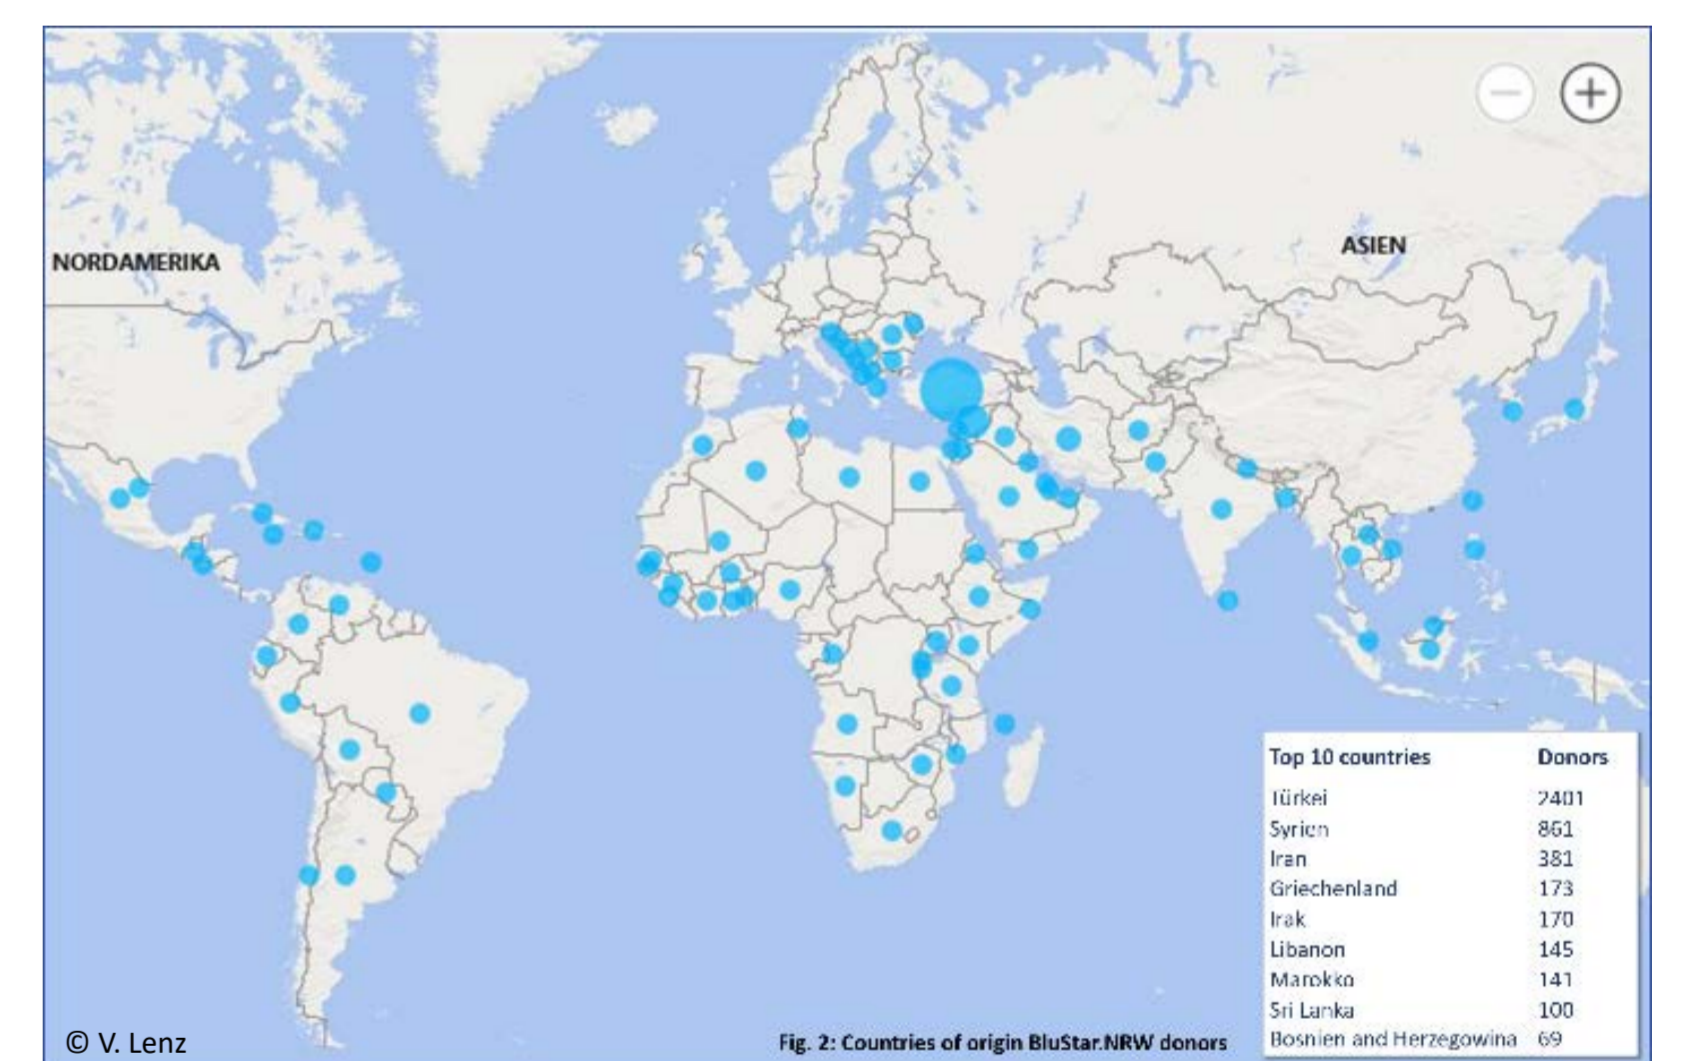 NORDAMERIKA
ASIEN
Top 10 countries Donors
Türkei 2401
Syrien 861
Iran 381
Griechenland 173
Irak 170
Libanon 145
Marokko 141
Sri Lanka 100
Bosnien and Herzegowina 69
© V. Lenz
Fig. 2: Countries of origin BluStar.NRW donors